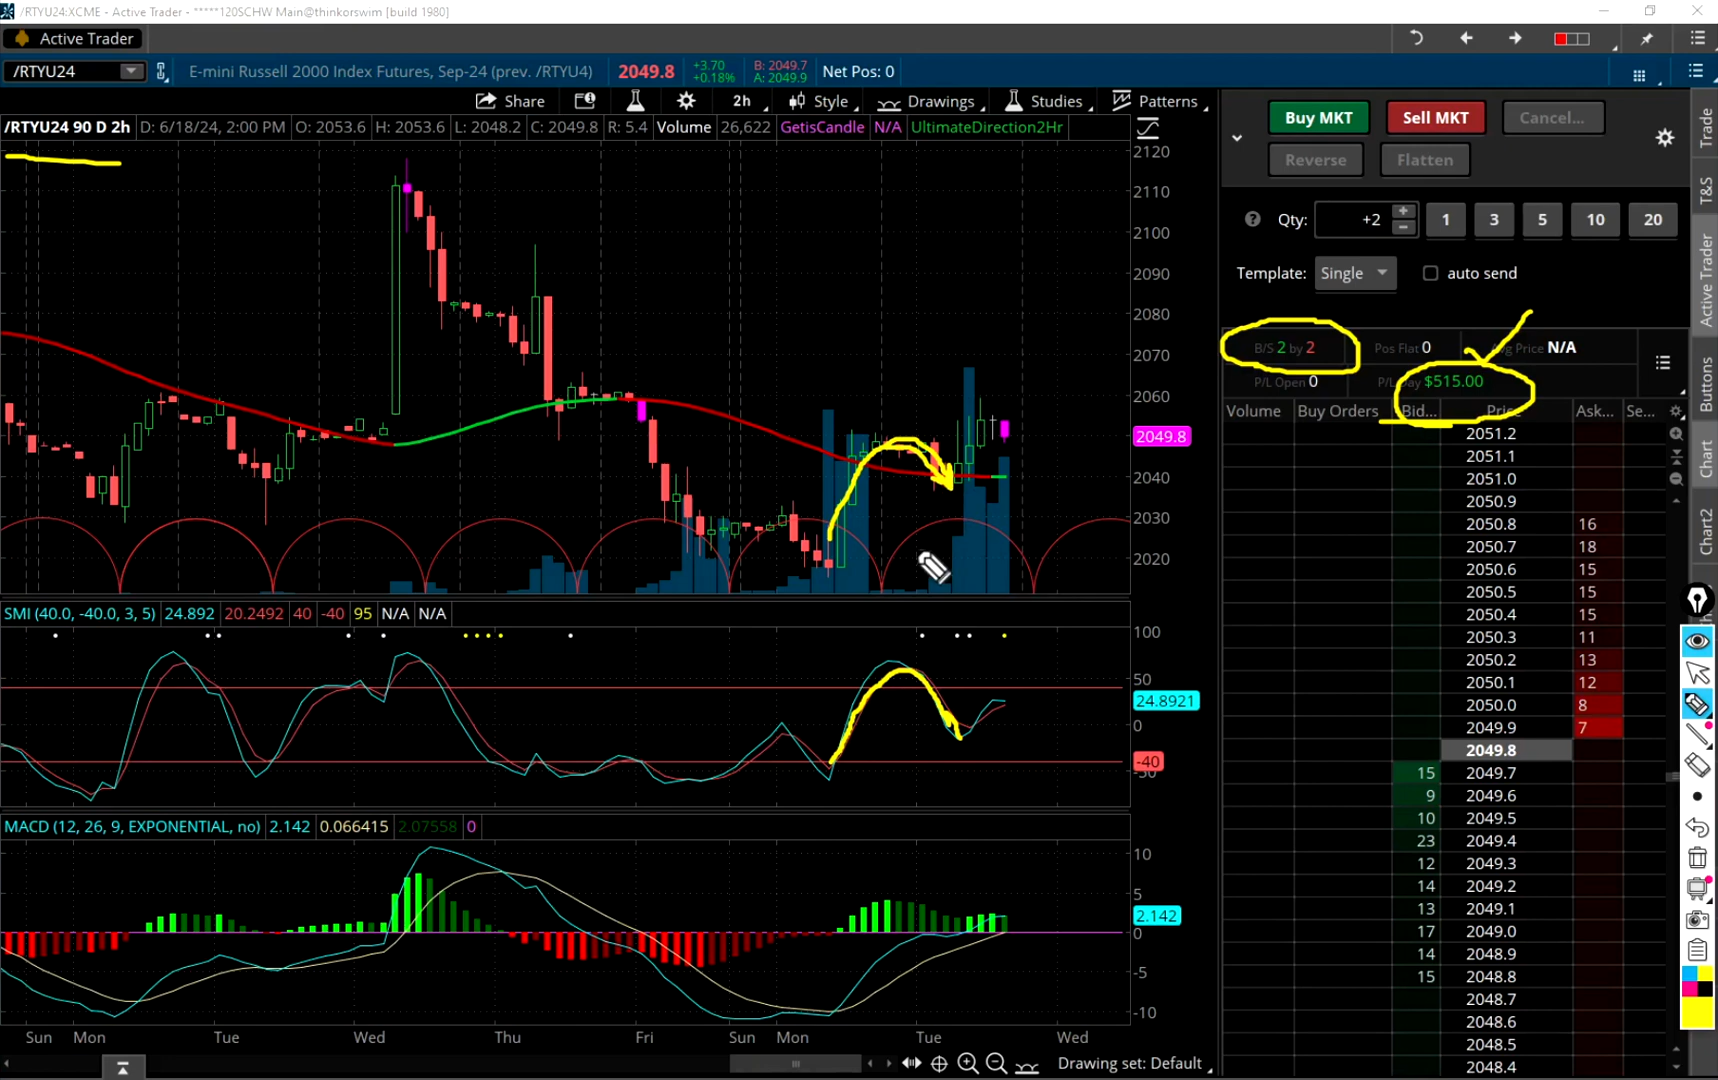 /RTYU24:XCME - Active Trader - *****120SCHW Main@thinkorswim [build 1980]
Active Trader
/RTYU24 E-mini Russell 2000 Index Futures, Sep-24 (prev. /RTYU4) 2049.8 +3.70 +0.18% B: 2049.7 A: 2049.9 Net Pos: 0
Share 2h Style Drawings Studies Patterns
/RTYU24 90 D 2h D: 6/18/24, 2:00 PM O: 2053.6 H: 2053.6 L: 2048.2 C: 2049.8 R: 5.4 Volume 26,622 GetisCandle N/A UltimateDirection2Hr
2120
2110
2100
2090
2080
2070
2060
2049.8
2040
2030
2020
SMI (40.0, -40.0, 3, 5) 24.892 20.2492 40 -40 95 N/A N/A
100
50
24.8921
0
-40
MACD (12, 26, 9, EXPONENTIAL, no) 2.142 0.066415 2.07558 0
10
5
2.142
0
-5
-10
Sun Mon Tue Wed Thu Fri Sun Mon Tue Wed
Drawing set: Default
Buy MKT Sell MKT Cancel...
Reverse Flatten
Qty: +2 1 3 5 10 20
Template: Single auto send
B/S 2 by 2 Pos Flat 0 Avg Price N/A
P/L Open 0 P/L Day $515.00
Volume Buy Orders Bid... Price Ask... Se...
2051.2
2051.1
2051.0
2050.9
2050.8 16
2050.7 18
2050.6 15
2050.5 15
2050.4 15
2050.3 11
2050.2 13
2050.1 12
2050.0 8
2049.9 7
2049.8
15 2049.7
9 2049.6
10 2049.5
23 2049.4
12 2049.3
14 2049.2
13 2049.1
17 2049.0
14 2048.9
15 2048.8
2048.7
2048.6
2048.5
2048.4
Trade
T&S
Active Trader
Buttons
Chart
Chart2